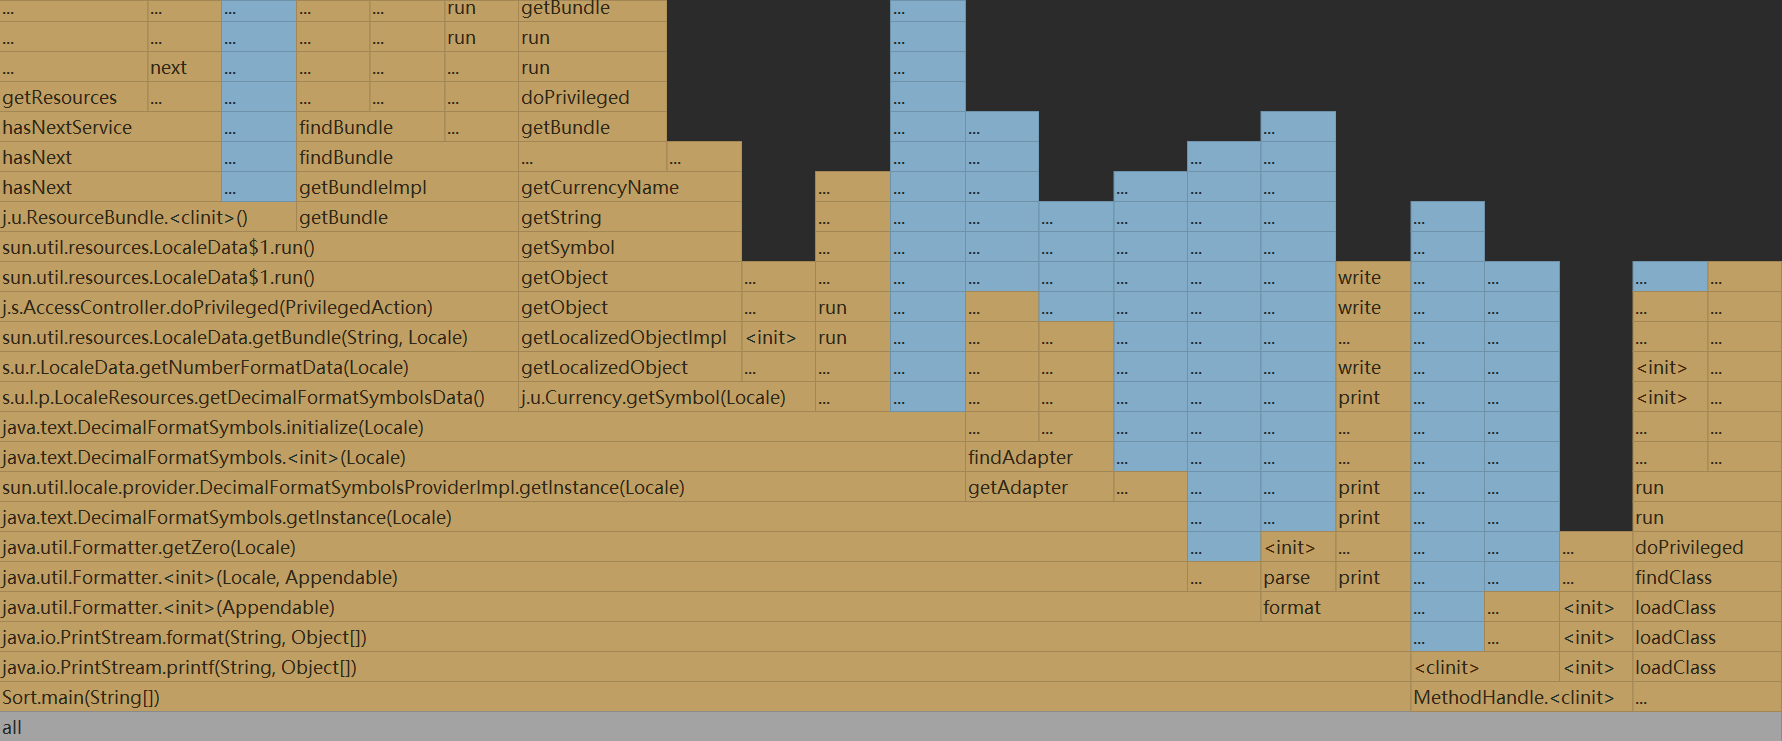 ... ... ... ... ... run getBundle ...
... ... ... ... ... run run ...
... next ... ... ... ... run ...
getResources ... ... ... ... ... doPrivileged ...
hasNextService ... findBundle ... getBundle ... ... ...
hasNext ... findBundle ... ... ... ... ... ...
hasNext ... getBundleImpl getCurrencyName ... ... ... ... ... ...
j.u.ResourceBundle.<clinit>() getBundle getString ... ... ... ... ... ... ... ...
sun.util.resources.LocaleData$1.run() getSymbol ... ... ... ... ... ... ... ...
sun.util.resources.LocaleData$1.run() getObject ... ... ... ... ... ... ... ... write ... ... ... ...
j.s.AccessController.doPrivileged(PrivilegedAction) getObject ... run ... ... ... ... ... ... write ... ... ... ...
sun.util.resources.LocaleData.getBundle(String, Locale) getLocalizedObjectImpl <init> run ... ... ... ... ... ... ... ... ... ... ...
s.u.r.LocaleData.getNumberFormatData(Locale) getLocalizedObject ... ... ... ... ... ... ... ... write ... ... <init> ...
s.u.l.p.LocaleResources.getDecimalFormatSymbolsData() j.u.Currency.getSymbol(Locale) ... ... ... ... ... ... ... print ... ... <init> ...
java.text.DecimalFormatSymbols.initialize(Locale) ... ... ... ... ... ... ... ... ... ...
java.text.DecimalFormatSymbols.<init>(Locale) findAdapter ... ... ... ... ... ... ... ...
sun.util.locale.provider.DecimalFormatSymbolsProviderImpl.getInstance(Locale) getAdapter ... ... ... print ... ... run
java.text.DecimalFormatSymbols.getInstance(Locale) ... ... print ... ... run
java.util.Formatter.getZero(Locale) ... <init> ... ... ... ... doPrivileged
java.util.Formatter.<init>(Locale, Appendable) ... parse print ... ... ... findClass
java.util.Formatter.<init>(Appendable) format ... ... <init> loadClass
java.io.PrintStream.format(String, Object[]) ... ... <init> loadClass
java.io.PrintStream.printf(String, Object[]) <clinit> <init> loadClass
Sort.main(String[]) MethodHandle.<clinit> ...
all